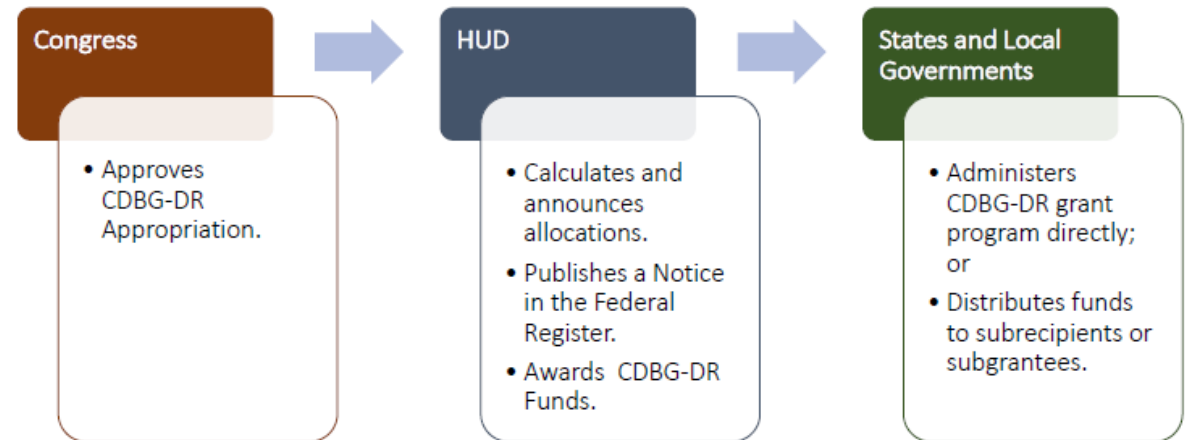 Congress
• Approves
CDBG-DR
Appropriation.
HUD
• Calculates and
announces
allocations.
• Publishes a Notice
in the Federal
Register.
• Awards CDBG-DR
Funds.
States and Local
Governments
• Administers
CDBG-DR grant
program directly;
or
• Distributes funds
to subrecipients or
subgrantees.